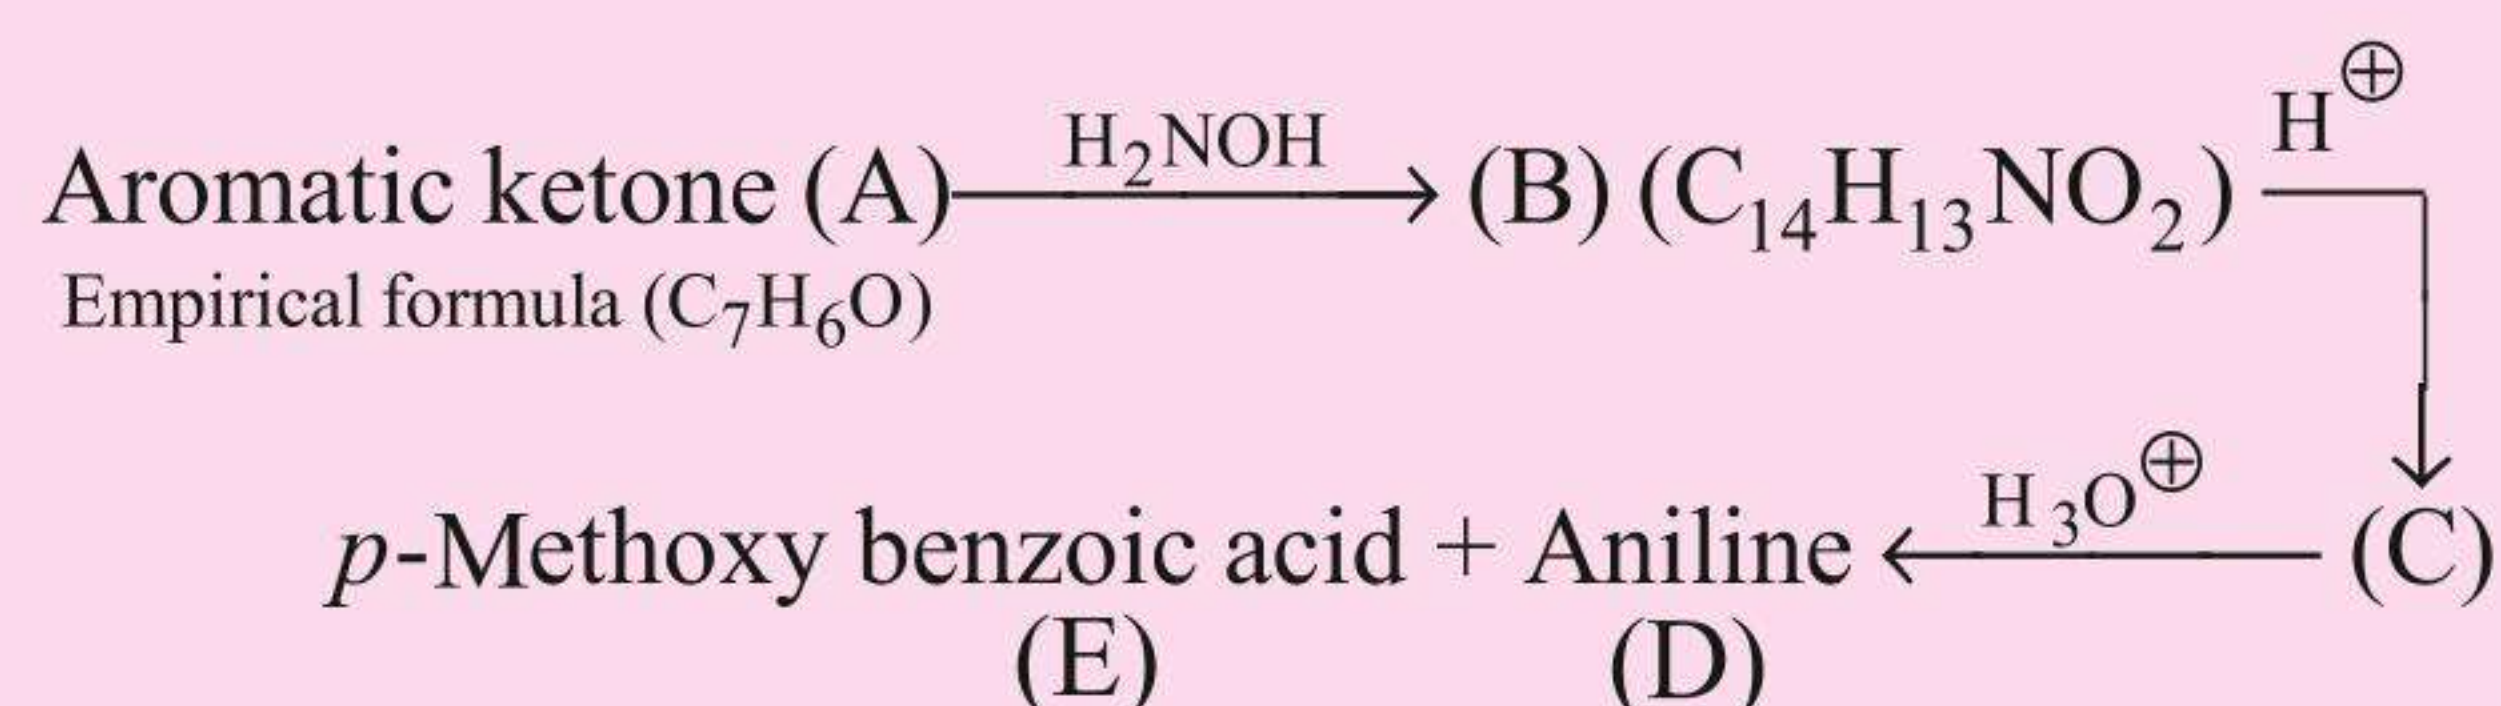 H⊕
H₂NOH
Aromatic ketone (A) (B) (C₁₄H₁₃NO₂)
Empirical formula (C₇H₆O)
H₃O⊕
p-Methoxy benzoic acid + Aniline (C)
(E) (D)